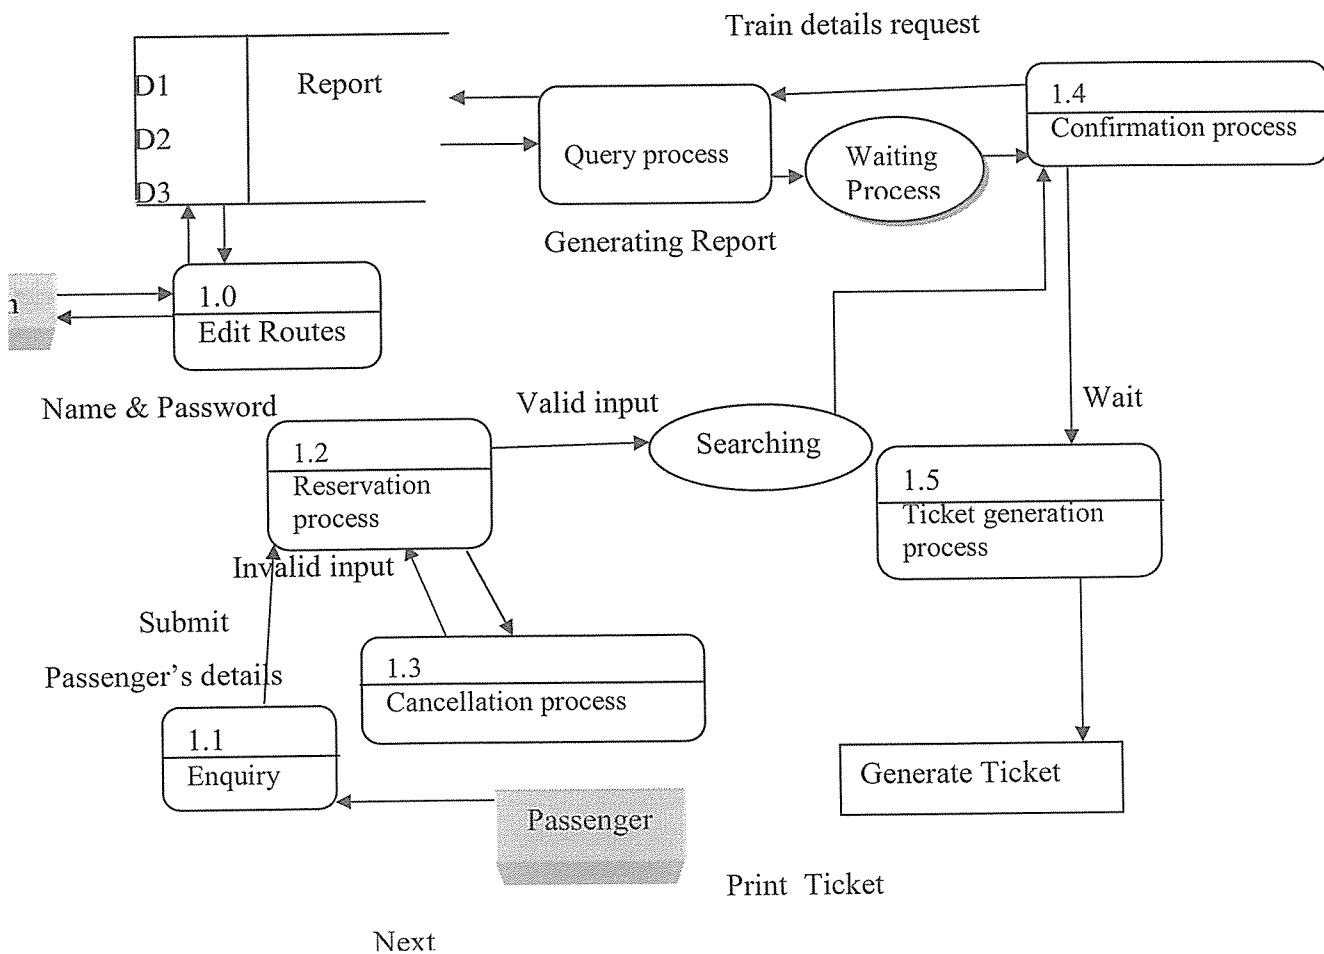 Train details request
D1
Report
D2
D3
1.4
Confirmation process
Query process
Waiting
Process
Generating Report
1.0
Edit Routes
n
Name & Password
Valid input
Wait
1.2
Reservation
process
Searching
1.5
Ticket generation
process
Invalid input
Submit
Passenger's details
1.3
Cancellation process
1.1
Enquiry
Generate Ticket
Passenger
Print Ticket
Next